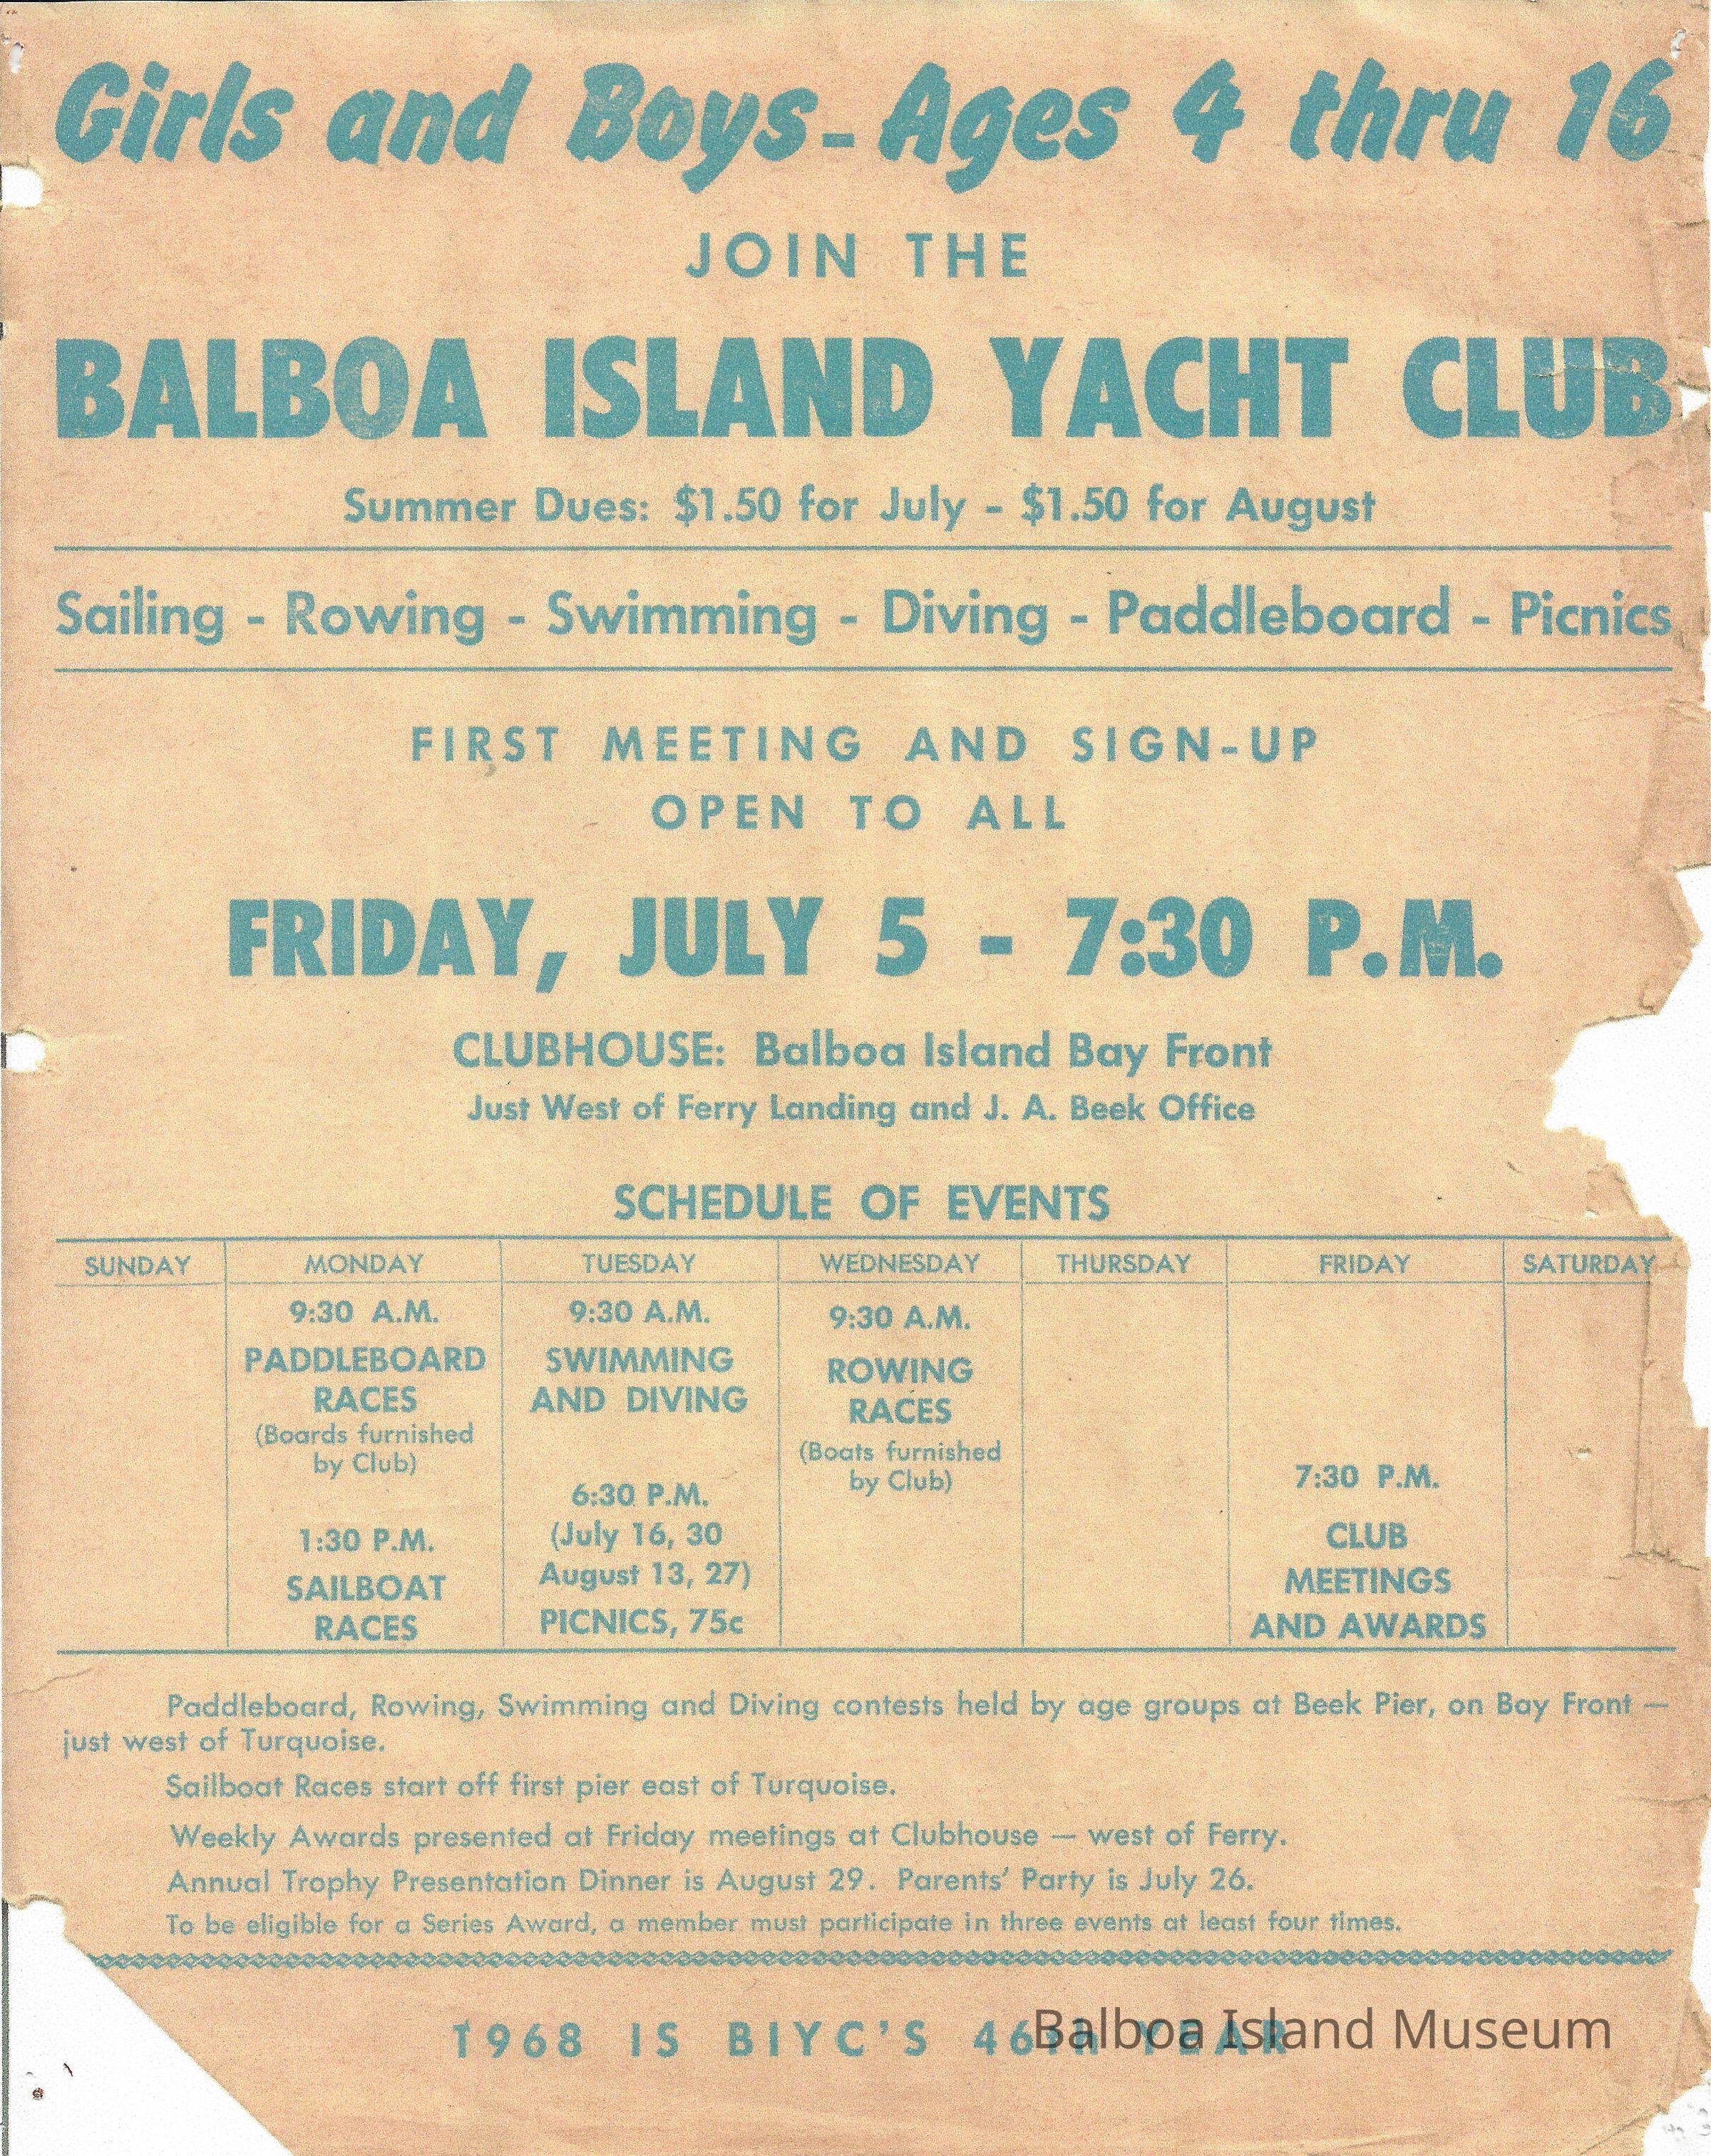 Girls and Boys - Ages 4 thru 16
JOIN THE
BALBOA ISLAND YACHT CLUB
Summer Dues: $1.50 for July - $1.50 for August
Sailing - Rowing - Swimming - Diving - Paddleboard - Picnics
FIRST MEETING AND SIGN-UP
OPEN TO ALL
FRIDAY, JULY 5 - 7:30 P.M.
CLUBHOUSE: Balboa Island Bay Front
Just West of Ferry Landing and J. A. Beek Office
SCHEDULE OF EVENTS
SUNDAY
MONDAY
9:30 A.M.
PADDLEBOARD
RACES
(Boards furnished
by Club)
1:30 P.M.
SAILBOAT
RACES
TUESDAY
9:30 A.M.
SWIMMING
AND DIVING
6:30 P.M.
(July 16, 30
August 13, 27)
PICNICS, 75c
WEDNESDAY
9:30 A.M.
ROWING
RACES
(Boats furnished
by Club)
THURSDAY
FRIDAY
7:30 P.M.
CLUB
MEETINGS
AND AWARDS
SATURDAY
Paddleboard, Rowing, Swimming and Diving contests held by age groups at Beek Pier, on Bay Front —
just west of Turquoise.
Sailboat Races start off first pier east of Turquoise.
Weekly Awards presented at Friday meetings at Clubhouse — west of Ferry.
Annual Trophy Presentation Dinner is August 29. Parents' Party is July 26.
To be eligible for a Series Award, a member must participate in three events at least four times.
1968 IS BIYC'S 46th YEAR
Balboa Island Museum